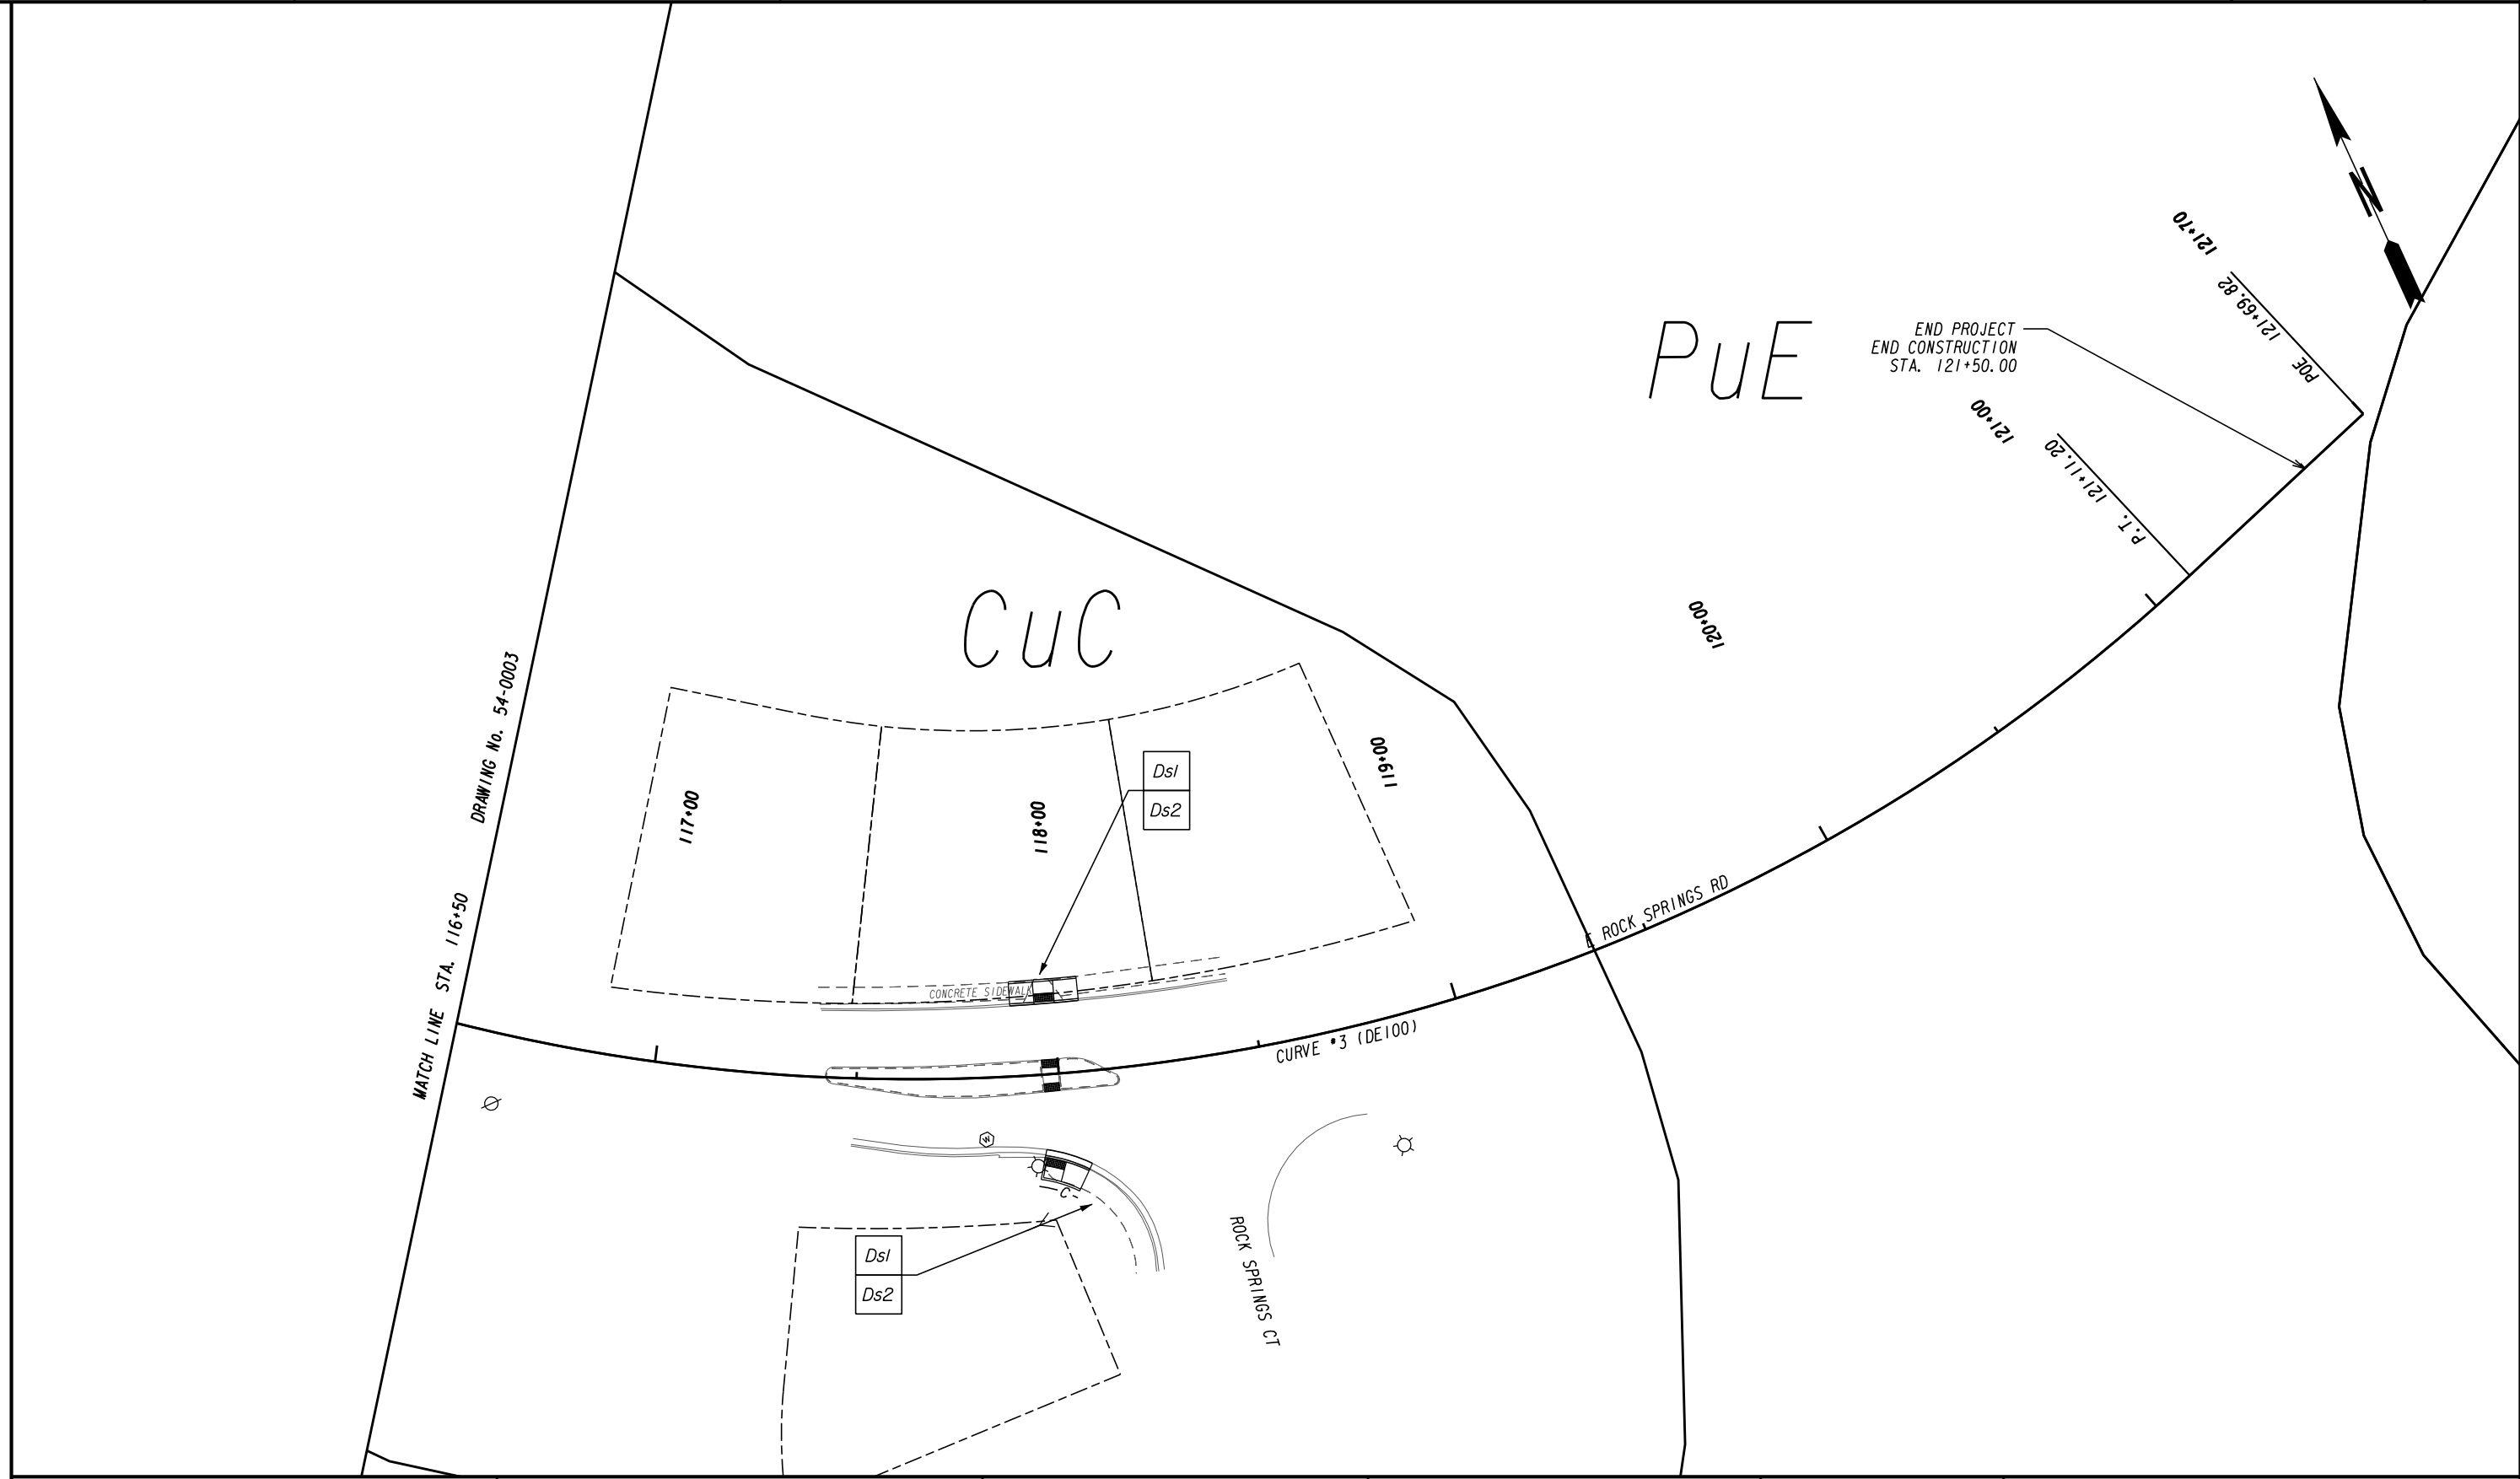 MATCH LINE STA. 116+50 DRAWING No. 54-0003
CuC
PuE
117+00
118+00
119+00
120+00
121+00
121+70
P.T. 121+11.20
POE 121+69.82
END PROJECT
END CONSTRUCTION
STA. 121+50.00
N
Ds1
Ds2
CONCRETE SIDEWALK
E ROCK SPRINGS RD
CURVE #3 (DE100)
W
C
Ds1
Ds2
ROCK SPRINGS CT